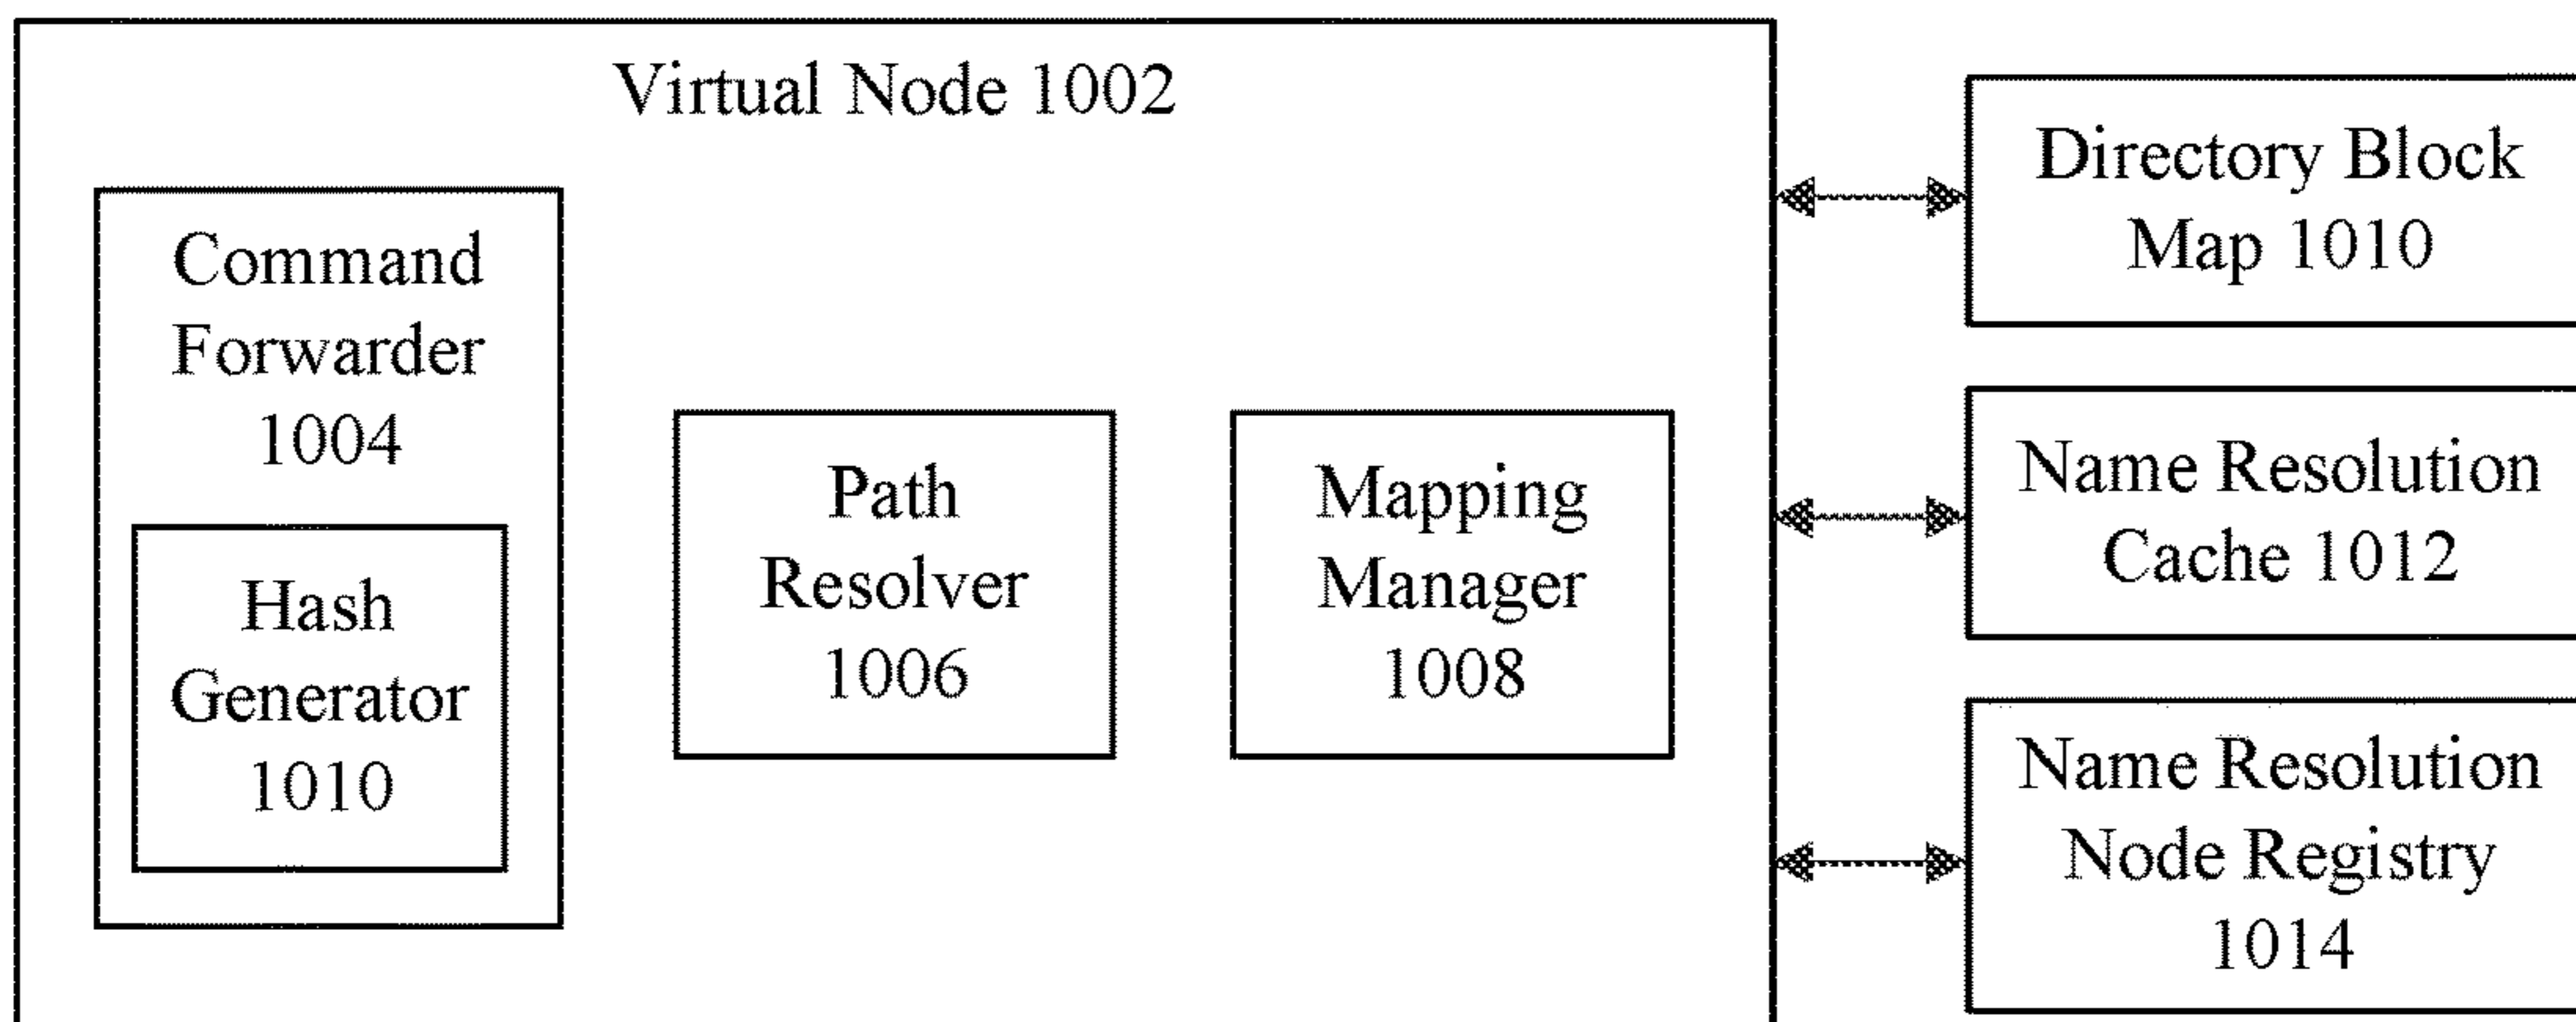 Virtual Node 1002
Command
Forwarder
1004
Hash
Generator
1010
Path
Resolver
1006
Mapping
Manager
1008
Directory Block
Map 1010
Name Resolution
Cache 1012
Name Resolution
Node Registry
1014